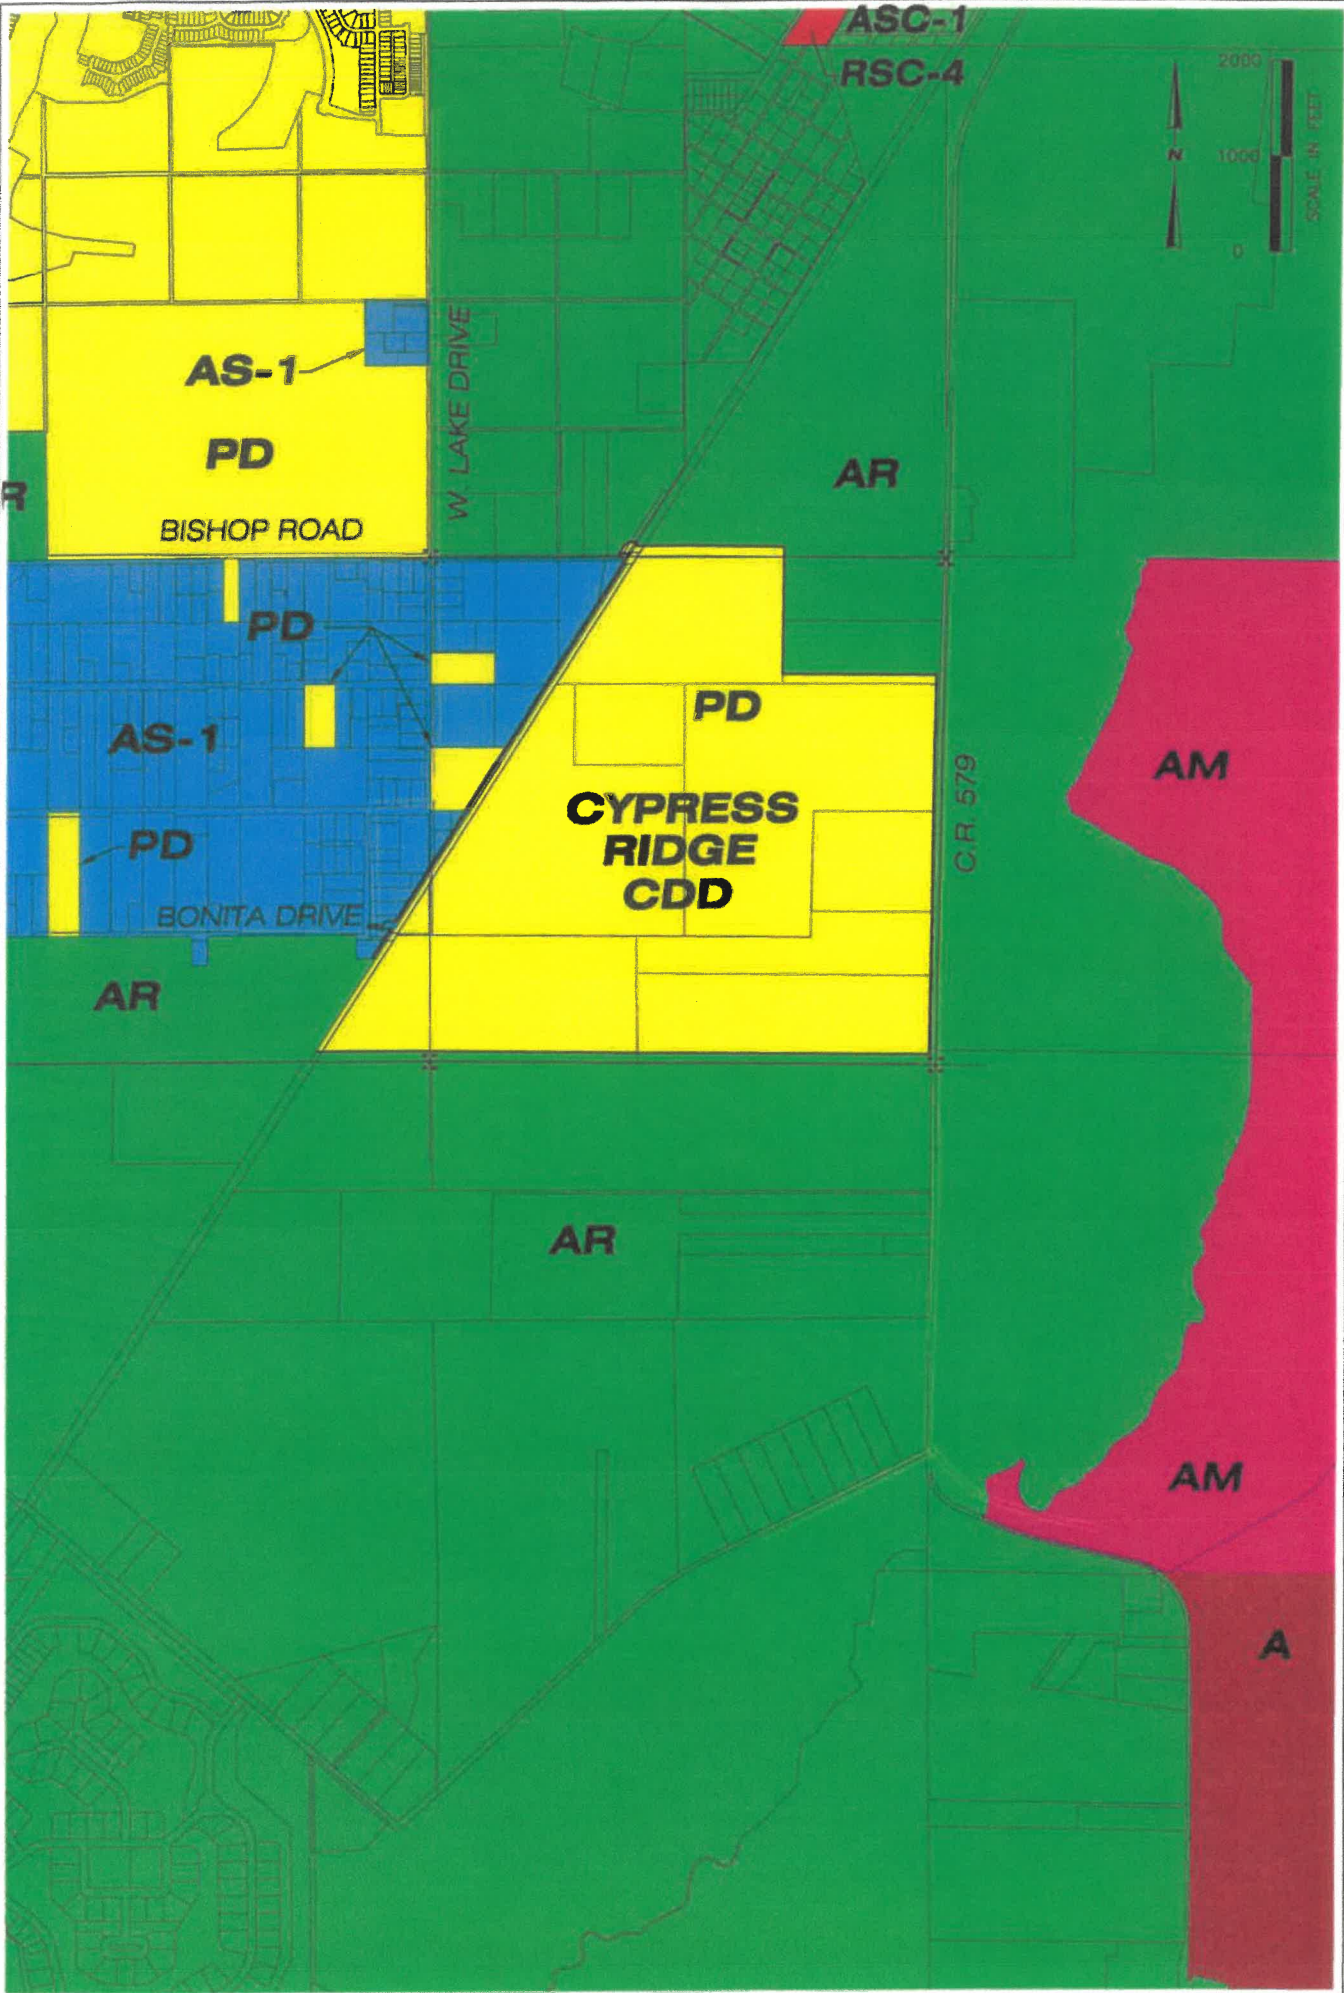 ASC-1
RSC-4
2000
1000
0
SCALE IN FEET
N
AS-1
PD
W. LAKE DRIVE
AR
R
BISHOP ROAD
PD
PD
AS-1
AM
CYPRESS
RIDGE
CDD
C.R. 579
PD
BONITA DRIVE
AR
AR
AM
A